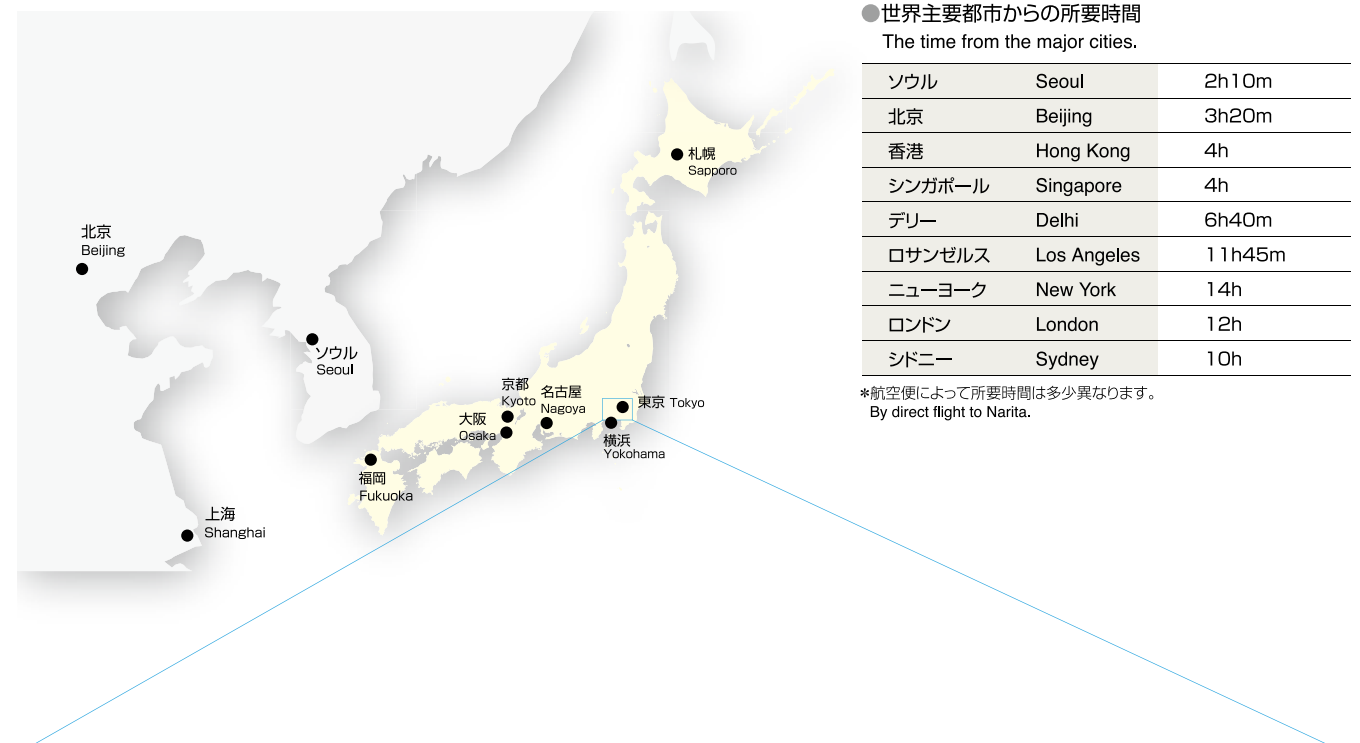 ●世界主要都市からの所要時間
The time from the major cities.
ソウル Seoul 2h10m
北京 Beijing 3h20m
香港 Hong Kong 4h
シンガポール Singapore 4h
デリー Delhi 6h40m
ロサンゼルス Los Angeles 11h45m
ニューヨーク New York 14h
ロンドン London 12h
シドニー Sydney 10h
*航空便によって所要時間は多少異なります。
By direct flight to Narita.
札幌
Sapporo
北京
Beijing
ソウル
Seoul
京都
Kyoto
名古屋
Nagoya
東京 Tokyo
大阪
Osaka
横浜
Yokohama
福岡
Fukuoka
上海
Shanghai